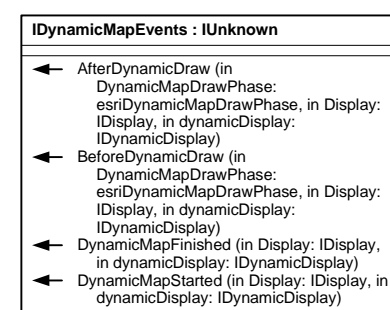 IDynamicMapEvents : IUnknown
AfterDynamicDraw (in
DynamicMapDrawPhase:
esriDynamicMapDrawPhase, in Display:
IDisplay, in dynamicDisplay:
IDynamicDisplay)
BeforeDynamicDraw (in
DynamicMapDrawPhase:
esriDynamicMapDrawPhase, in Display:
IDisplay, in dynamicDisplay:
IDynamicDisplay)
DynamicMapFinished (in Display: IDisplay,
in dynamicDisplay: IDynamicDisplay)
DynamicMapStarted (in Display: IDisplay, in
dynamicDisplay: IDynamicDisplay)